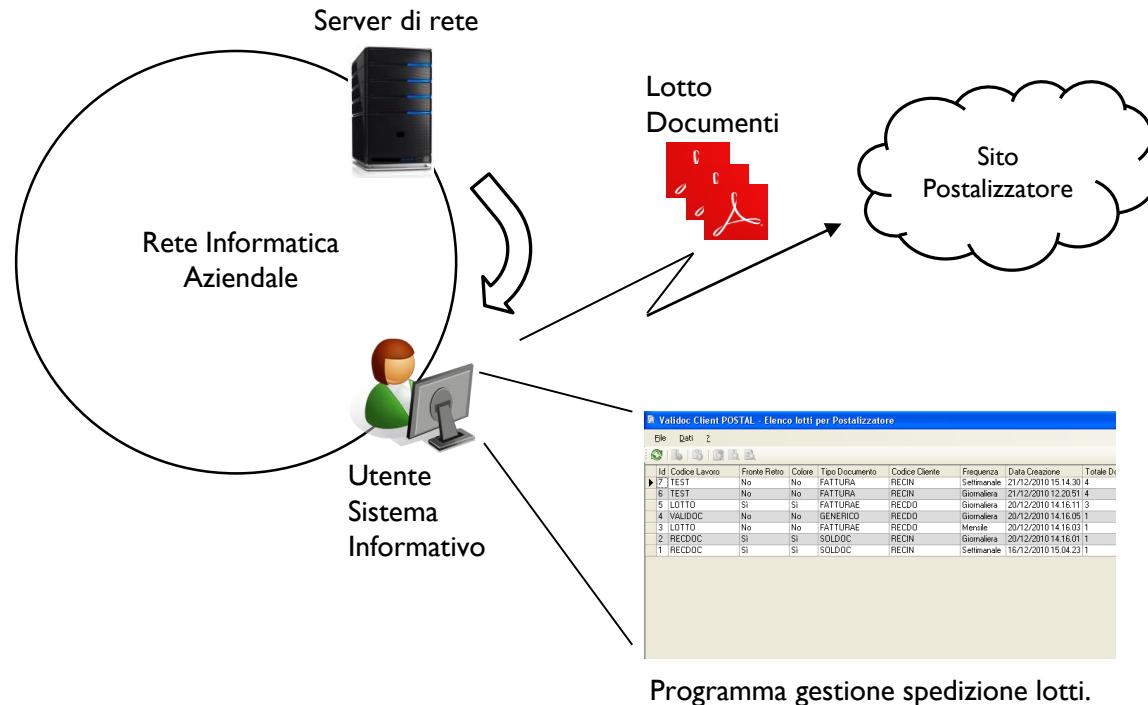 Server di rete
Lotto
Documenti
Sito
Postalizzatore
Rete Informatica
Aziendale
Utente
Sistema
Informativo
Validoc Client POSTAL - Elenco lotti per Postalizzatore
File Dati ?
Id Codice Lavoro Fronte Retro Colore Tipo Documento Codice Cliente Frequenza Data Creazione Totale Do
7 TEST No No FATTURA RECIN Settimanale 21/12/2010 15.14.30 4
6 TEST No No FATTURA RECIN Giornaliera 21/12/2010 12.20.51 4
5 LOTTO Sì Sì FATTURAE RECDO Giornaliera 20/12/2010 14.16.11 3
4 VALIDOC No No GENERICO RECDO Giornaliera 20/12/2010 14.16.05 1
3 LOTTO No No FATTURAE RECDO Mensile 20/12/2010 14.16.03 1
2 RECDOC Sì Sì SOLDOC RECIN Giornaliera 20/12/2010 14.16.01 1
1 RECDOC Sì Sì SOLDOC RECIN Settimanale 16/12/2010 15.04.23 1
Programma gestione spedizione lotti.